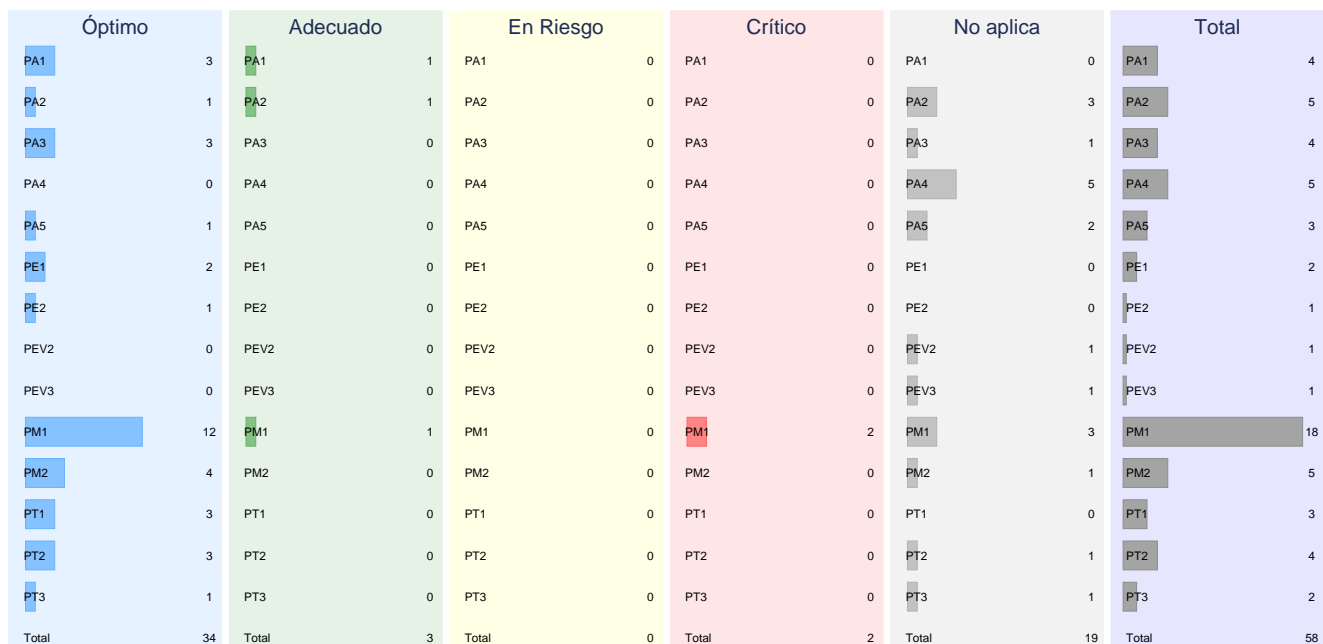 Óptimo Adecuado En Riesgo Crítico No aplica Total
PA1 3 PA1 1 PA1 0 PA1 0 PA1 0 PA1 4
PA2 1 PA2 1 PA2 0 PA2 0 PA2 3 PA2 5
PA3 3 PA3 0 PA3 0 PA3 0 PA3 1 PA3 4
PA4 0 PA4 0 PA4 0 PA4 0 PA4 5 PA4 5
PA5 1 PA5 0 PA5 0 PA5 0 PA5 2 PA5 3
PE1 2 PE1 0 PE1 0 PE1 0 PE1 0 PE1 2
PE2 1 PE2 0 PE2 0 PE2 0 PE2 0 PE2 1
PEV2 0 PEV2 0 PEV2 0 PEV2 0 PEV2 1 PEV2 1
PEV3 0 PEV3 0 PEV3 0 PEV3 0 PEV3 1 PEV3 1
PM1 12 PM1 1 PM1 0 PM1 2 PM1 3 PM1 18
PM2 4 PM2 0 PM2 0 PM2 0 PM2 1 PM2 5
PT1 3 PT1 0 PT1 0 PT1 0 PT1 0 PT1 3
PT2 3 PT2 0 PT2 0 PT2 0 PT2 1 PT2 4
PT3 1 PT3 0 PT3 0 PT3 0 PT3 1 PT3 2
Total 34 Total 3 Total 0 Total 2 Total 19 Total 58